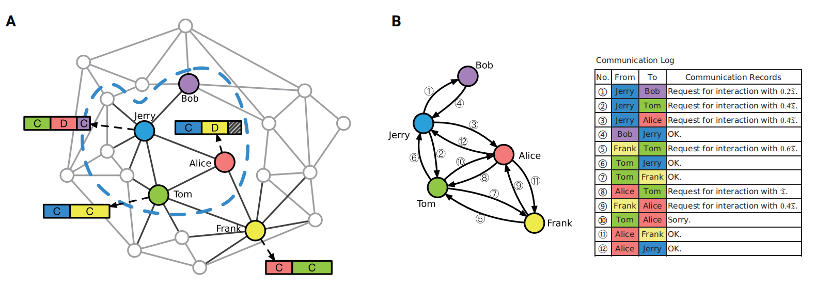 A
Bob
Jerry
C D C
C D
Alice
Tom
C C
Frank
C C
B
Bob
①
④
Jerry
③
⑫
Alice
②
⑥
⑩
⑧
⑨
⑪
Tom
⑦
⑤
Frank
Communication Log
No. From To Communication Records
① Jerry Bob Request for interaction with 0.2𝔗.
② Jerry Tom Request for interaction with 0.4𝔗.
③ Jerry Alice Request for interaction with 0.4𝔗.
④ Bob Jerry OK.
⑤ Frank Tom Request for interaction with 0.6𝔗.
⑥ Tom Jerry OK.
⑦ Tom Frank OK.
⑧ Alice Tom Request for interaction with 𝔗.
⑨ Frank Alice Request for interaction with 0.4𝔗.
⑩ Tom Alice Sorry.
⑪ Alice Frank OK.
⑫ Alice Jerry OK.